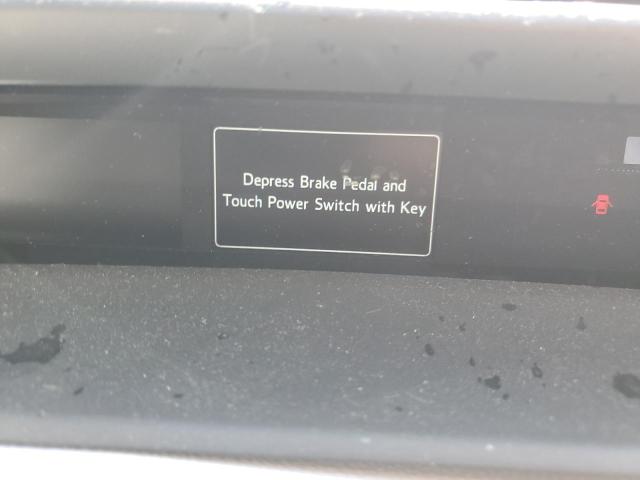 Depress Brake Pedal and
Touch Power Switch with Key